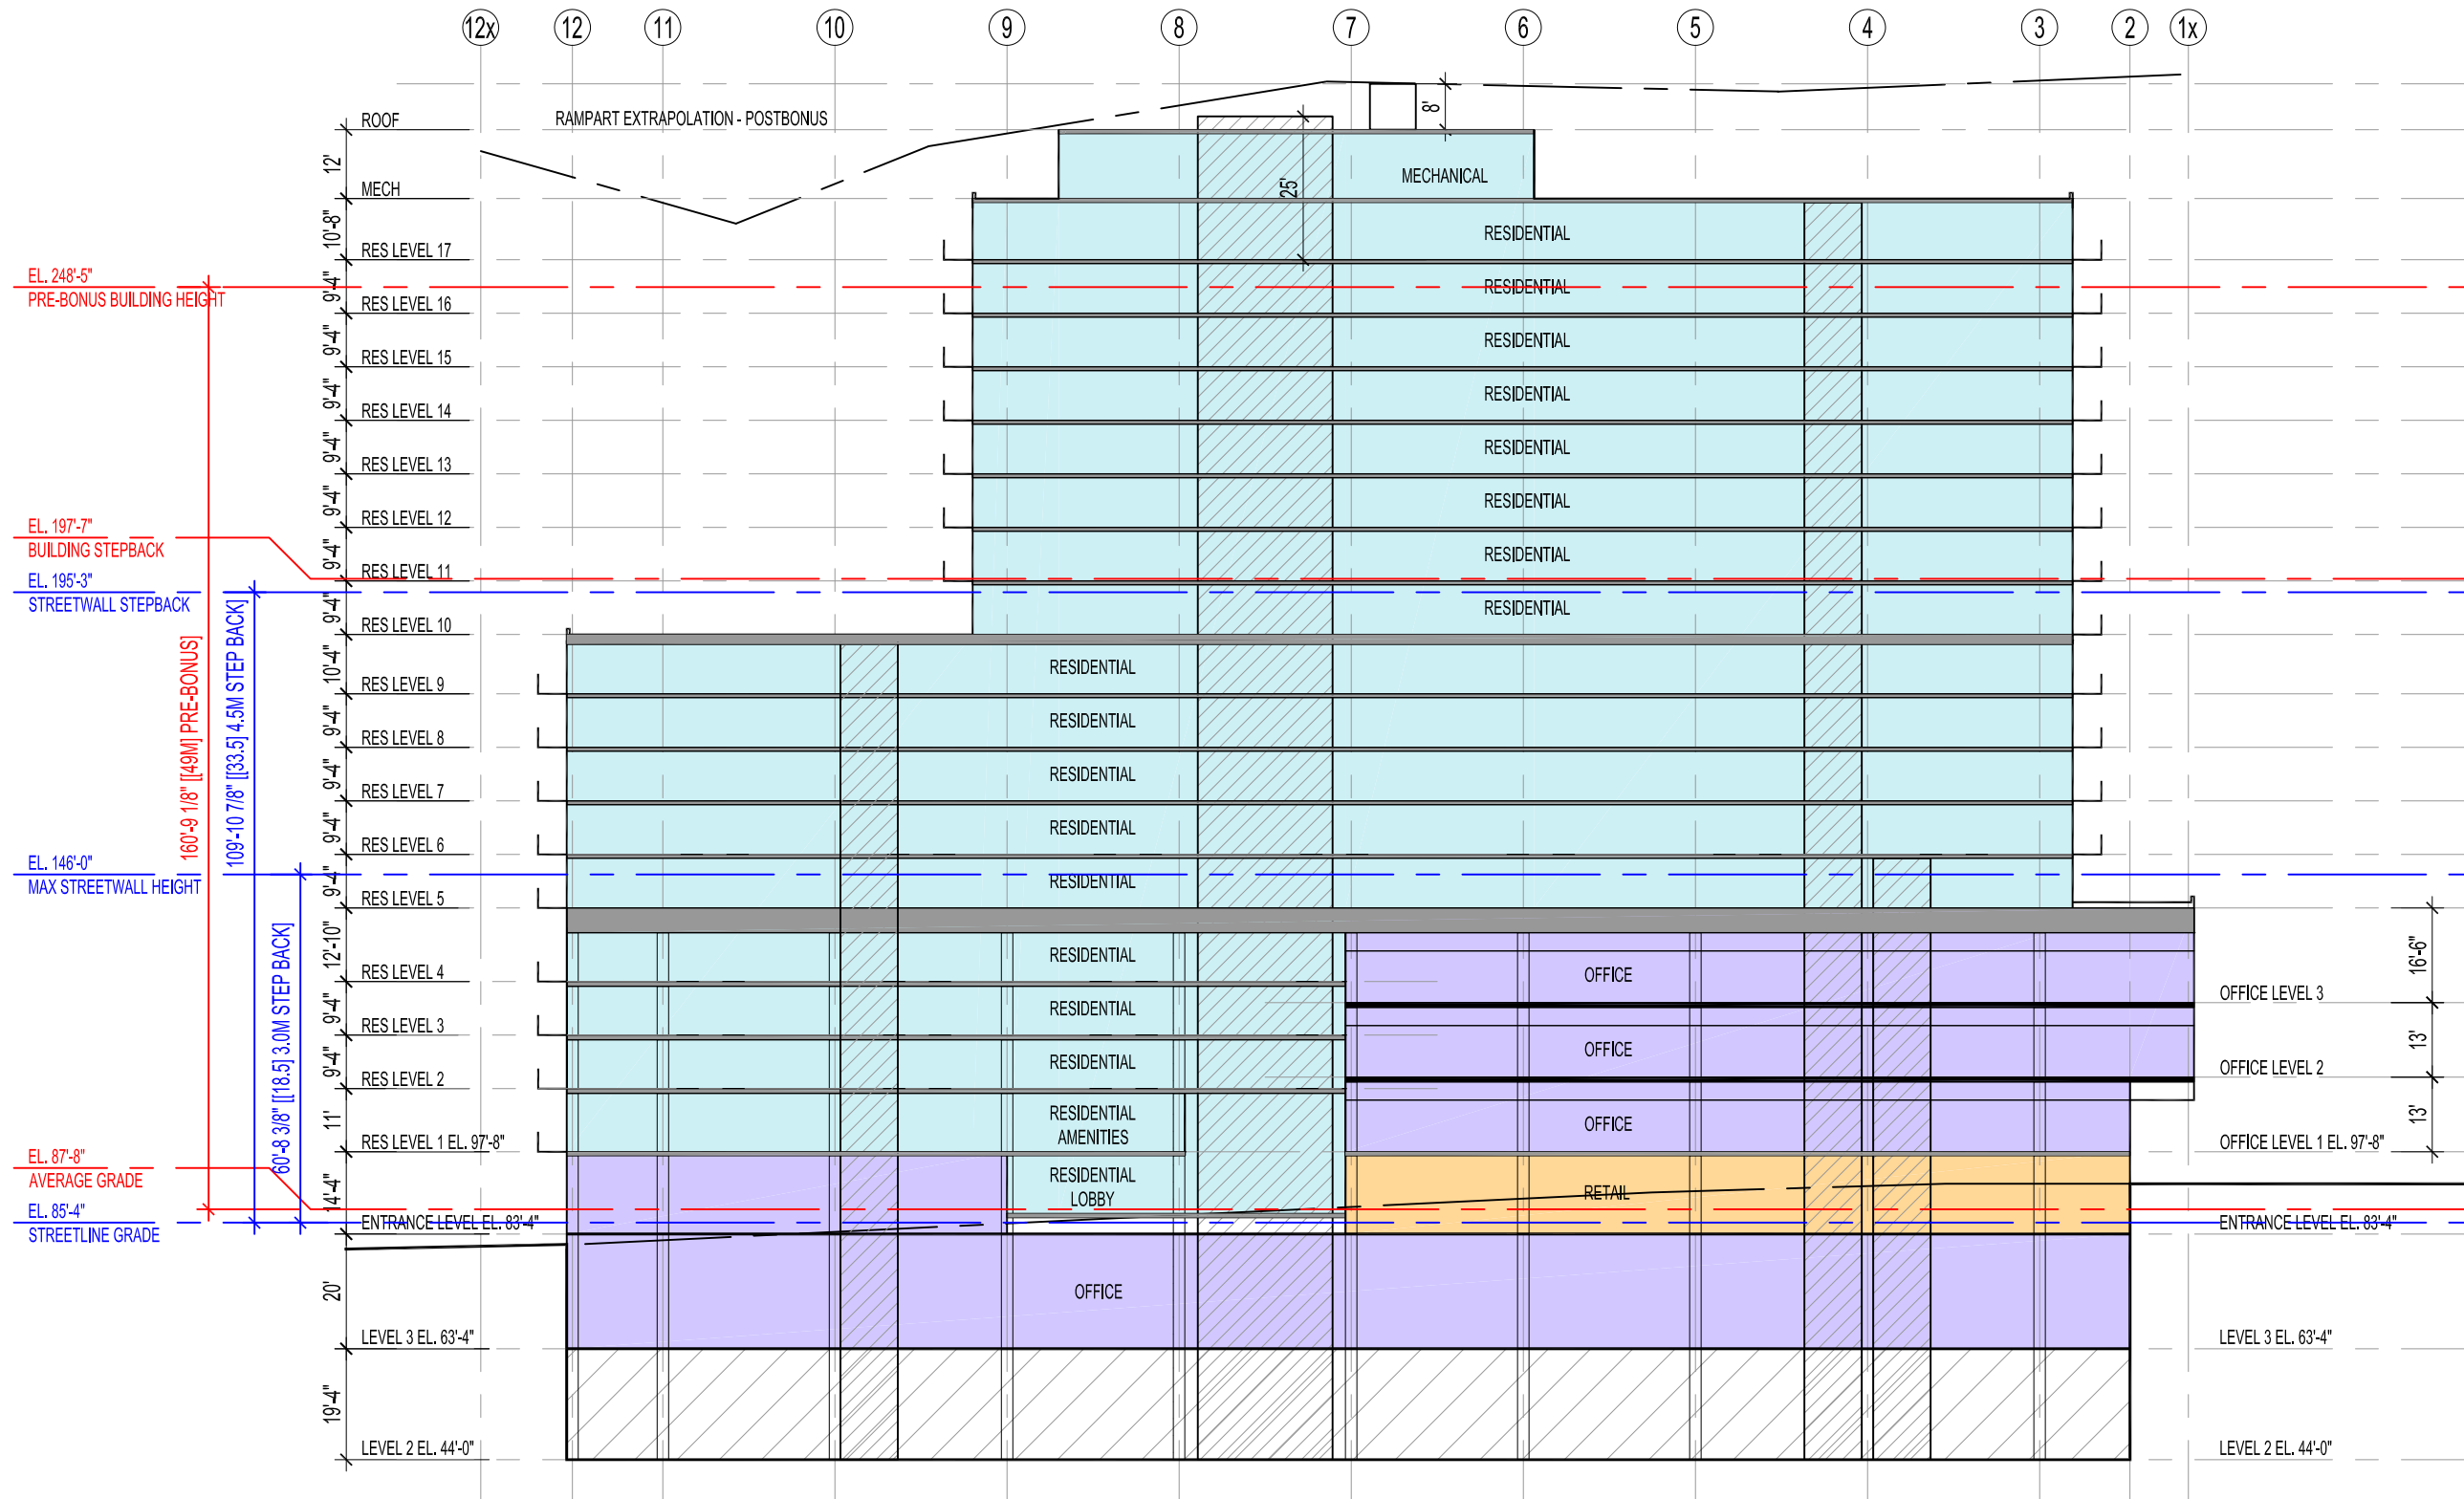 12x 12 11 10 9 8 7 6 5 4 3 2 1x
RAMPART EXTRAPOLATION - POSTBONUS
ROOF
8'
12'
MECH
MECHANICAL
25'
10'-8"
RES LEVEL 17
RESIDENTIAL
EL. 248'-5"
PRE-BONUS BUILDING HEIGHT
9'-4"
RES LEVEL 16
RESIDENTIAL
9'-4"
RES LEVEL 15
RESIDENTIAL
9'-4"
RES LEVEL 14
RESIDENTIAL
9'-4"
RES LEVEL 13
RESIDENTIAL
9'-4"
RES LEVEL 12
RESIDENTIAL
EL. 197'-7"
BUILDING STEPBACK
9'-4"
RES LEVEL 11
RESIDENTIAL
EL. 195'-3"
STREETWALL STEPBACK
9'-4"
RES LEVEL 10
RESIDENTIAL
160'-9 1/8" [[49M] PRE-BONUS]
109'-10 7/8" [[33.5] 4.5M STEP BACK]
10'-4"
RES LEVEL 9
RESIDENTIAL
9'-4"
RES LEVEL 8
RESIDENTIAL
9'-4"
RES LEVEL 7
RESIDENTIAL
9'-4"
RES LEVEL 6
RESIDENTIAL
EL. 146'-0"
MAX STREETWALL HEIGHT
9'-4"
RES LEVEL 5
RESIDENTIAL
60'-8 3/8" [[18.5] 3.0M STEP BACK]
12'-10"
RES LEVEL 4
RESIDENTIAL
OFFICE
16'-6"
OFFICE LEVEL 3
9'-4"
RES LEVEL 3
RESIDENTIAL
OFFICE
13'
OFFICE LEVEL 2
9'-4"
RES LEVEL 2
RESIDENTIAL
11'
RES LEVEL 1 EL. 97'-8"
RESIDENTIAL
AMENITIES
OFFICE
13'
OFFICE LEVEL 1 EL. 97'-8"
EL. 87'-8"
AVERAGE GRADE
14'-4"
RESIDENTIAL
LOBBY
RETAIL
EL. 85'-4"
STREETLINE GRADE
ENTRANCE LEVEL EL. 83'-4"
ENTRANCE LEVEL EL. 83'-4"
20'
OFFICE
LEVEL 3 EL. 63'-4"
LEVEL 3 EL. 63'-4"
19'-4"
LEVEL 2 EL. 44'-0"
LEVEL 2 EL. 44'-0"